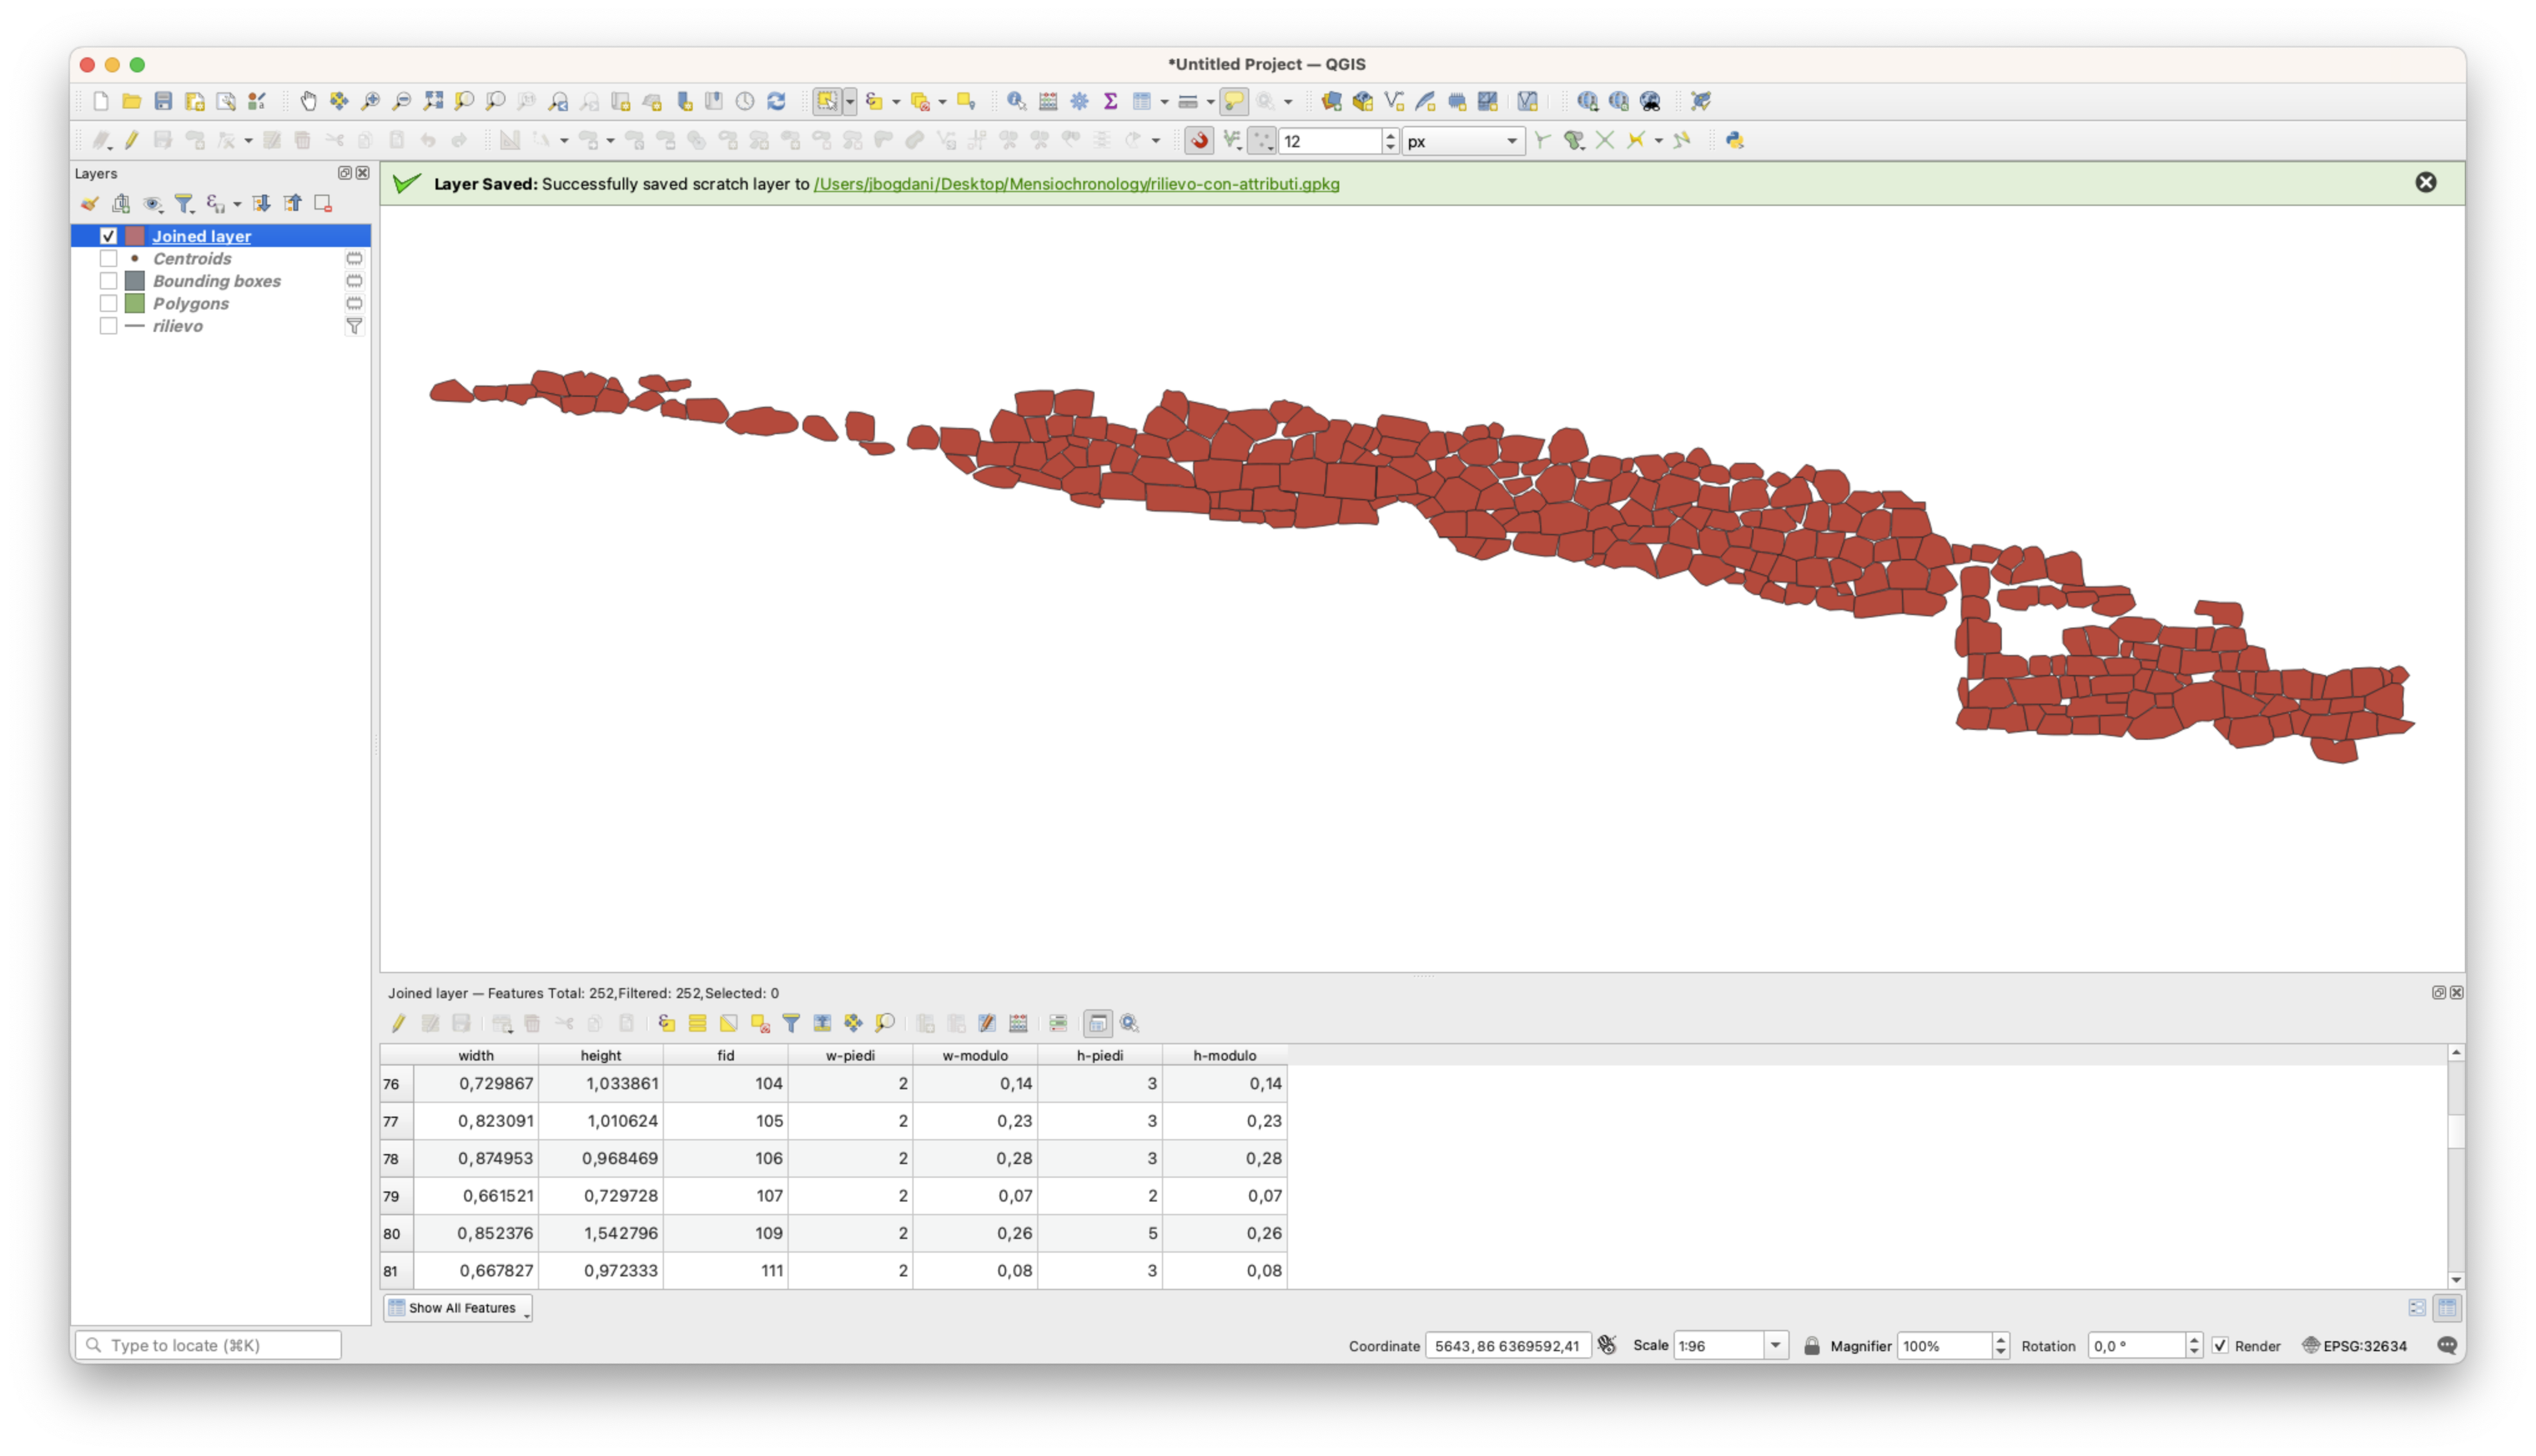 *Untitled Project — QGIS
12 px
Layers
Layer Saved: Successfully saved scratch layer to /Users/jbogdani/Desktop/Mensiochronology/rilievo-con-attributi.gpkg
Joined layer
Centroids
Bounding boxes
Polygons
rilievo
Joined layer — Features Total: 252,Filtered: 252,Selected: 0
width height fid w-piedi w-modulo h-piedi h-modulo
76 0,729867 1,033861 104 2 0,14 3 0,14
77 0,823091 1,010624 105 2 0,23 3 0,23
78 0,874953 0,968469 106 2 0,28 3 0,28
79 0,661521 0,729728 107 2 0,07 2 0,07
80 0,852376 1,542796 109 2 0,26 5 0,26
81 0,667827 0,972333 111 2 0,08 3 0,08
Show All Features
Type to locate (⌘K) Coordinate 5643,86 6369592,41 Scale 1:96 Magnifier 100% Rotation 0,0 ° Render EPSG:32634